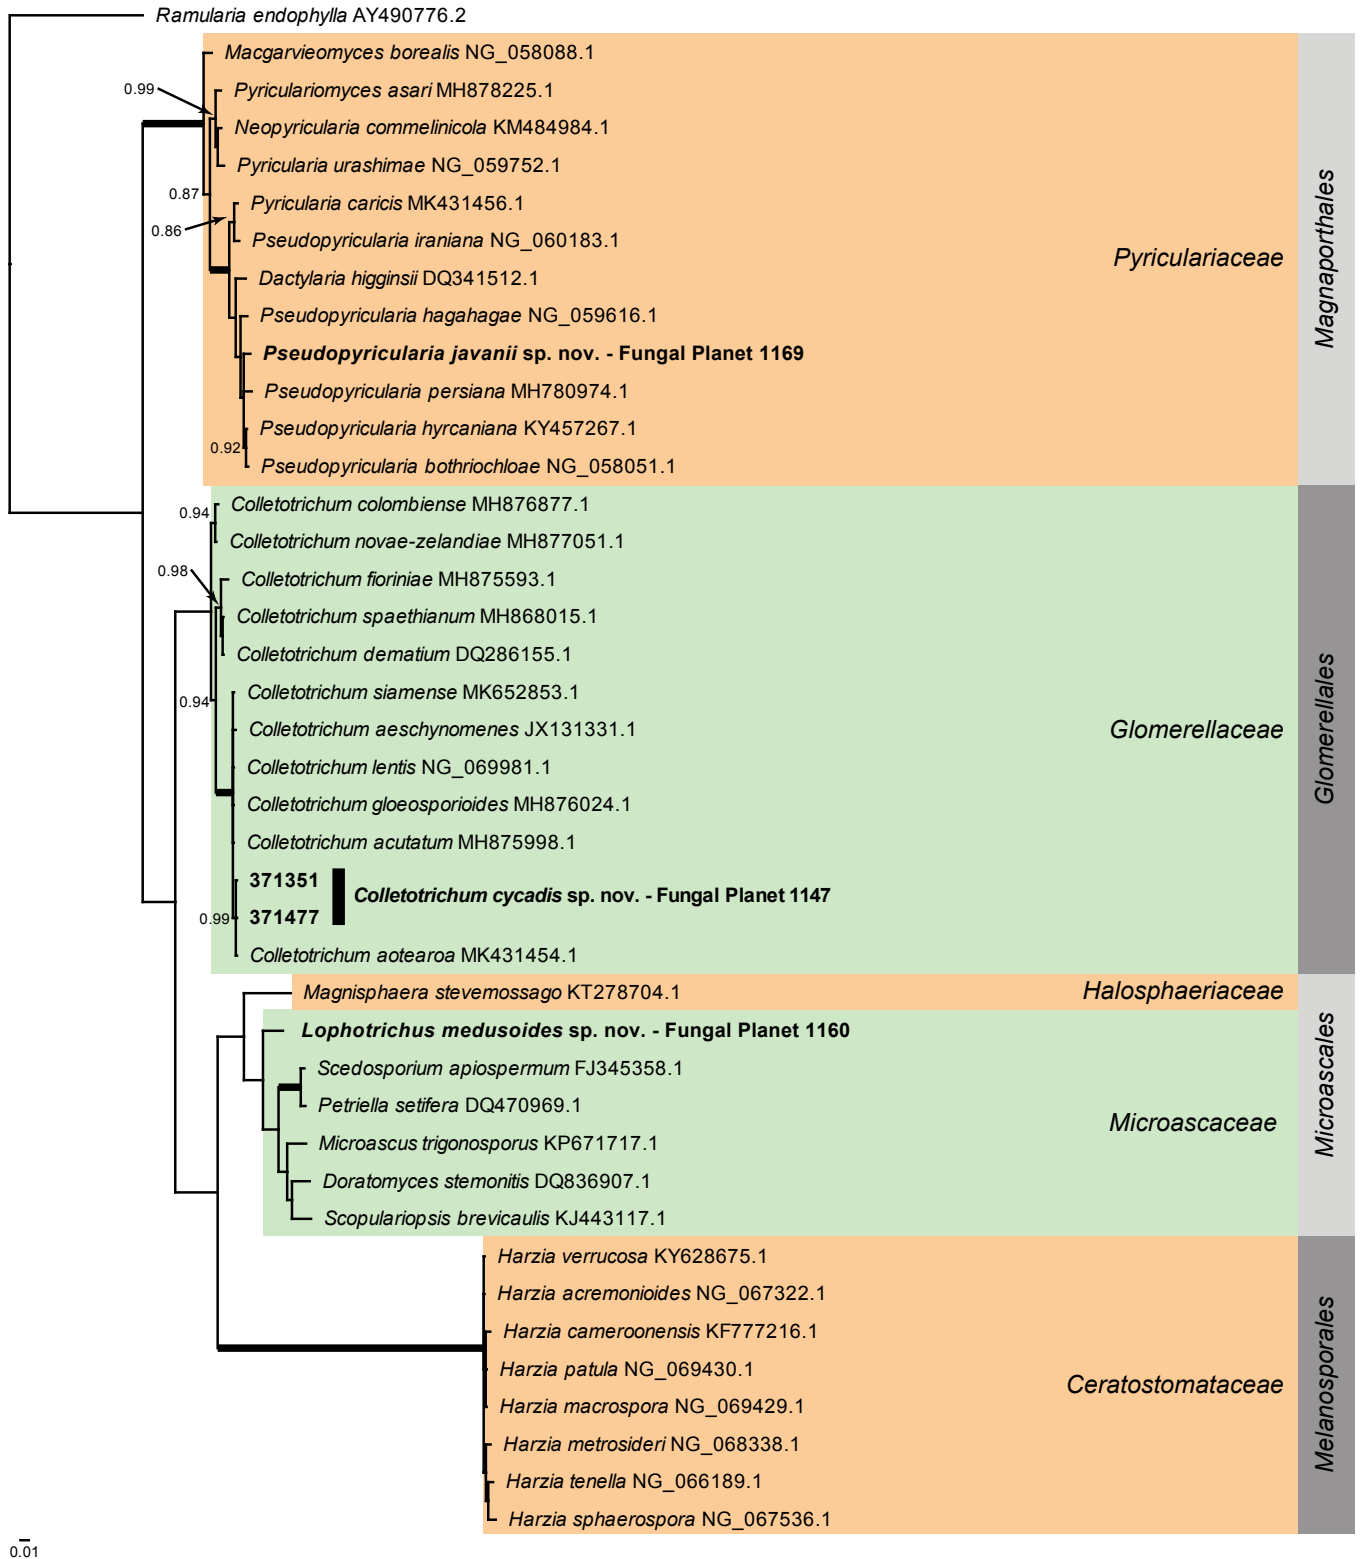 Ramularia endophylla AY490776.2
Macgarvieomyces borealis NG_058088.1
0.99
Pyriculariomyces asari MH878225.1
Neopyricularia commelinicola KM484984.1
Pyricularia urashimae NG_059752.1
0.87
Pyricularia caricis MK431456.1
0.86
Pseudopyricularia iraniana NG_060183.1
Pyriculariaceae
Magnaporthales
Dactylaria higginsii DQ341512.1
Pseudopyricularia hagahagae NG_059616.1
Pseudopyricularia javanii sp. nov. - Fungal Planet 1169
Pseudopyricularia persiana MH780974.1
Pseudopyricularia hyrcaniana KY457267.1
0.92
Pseudopyricularia bothriochloae NG_058051.1
Colletotrichum colombiense MH876877.1
0.94
Colletotrichum novae-zelandiae MH877051.1
0.98
Colletotrichum fioriniae MH875593.1
Colletotrichum spaethianum MH868015.1
Colletotrichum dematium DQ286155.1
Colletotrichum siamense MK652853.1
0.94
Colletotrichum aeschynomenes JX131331.1
Glomerellaceae
Glomerellales
Colletotrichum lentis NG_069981.1
Colletotrichum gloeosporioides MH876024.1
Colletotrichum acutatum MH875998.1
371351
Colletotrichum cycadis sp. nov. - Fungal Planet 1147
0.99
371477
Colletotrichum aotearoa MK431454.1
Magnisphaera stevemossago KT278704.1
Halosphaeriaceae
Lophotrichus medusoides sp. nov. - Fungal Planet 1160
Scedosporium apiospermum FJ345358.1
Microascales
Petriella setifera DQ470969.1
Microascaceae
Microascus trigonosporus KP671717.1
Doratomyces stemonitis DQ836907.1
Scopulariopsis brevicaulis KJ443117.1
Harzia verrucosa KY628675.1
Harzia acremonioides NG_067322.1
Harzia cameroonensis KF777216.1
Harzia patula NG_069430.1
Ceratostomataceae
Melanosporales
Harzia macrospora NG_069429.1
Harzia metrosideri NG_068338.1
Harzia tenella NG_066189.1
Harzia sphaerospora NG_067536.1
0.01